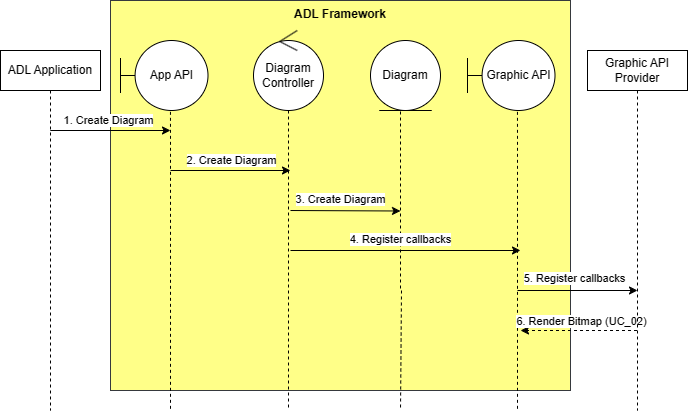 ADL Framework
ADL Application
App API
Diagram
Controller
Diagram
Graphic API
Graphic API
Provider
1. Create Diagram
2. Create Diagram
3. Create Diagram
4. Register callbacks
5. Register callbacks
6. Render Bitmap (UC_02)